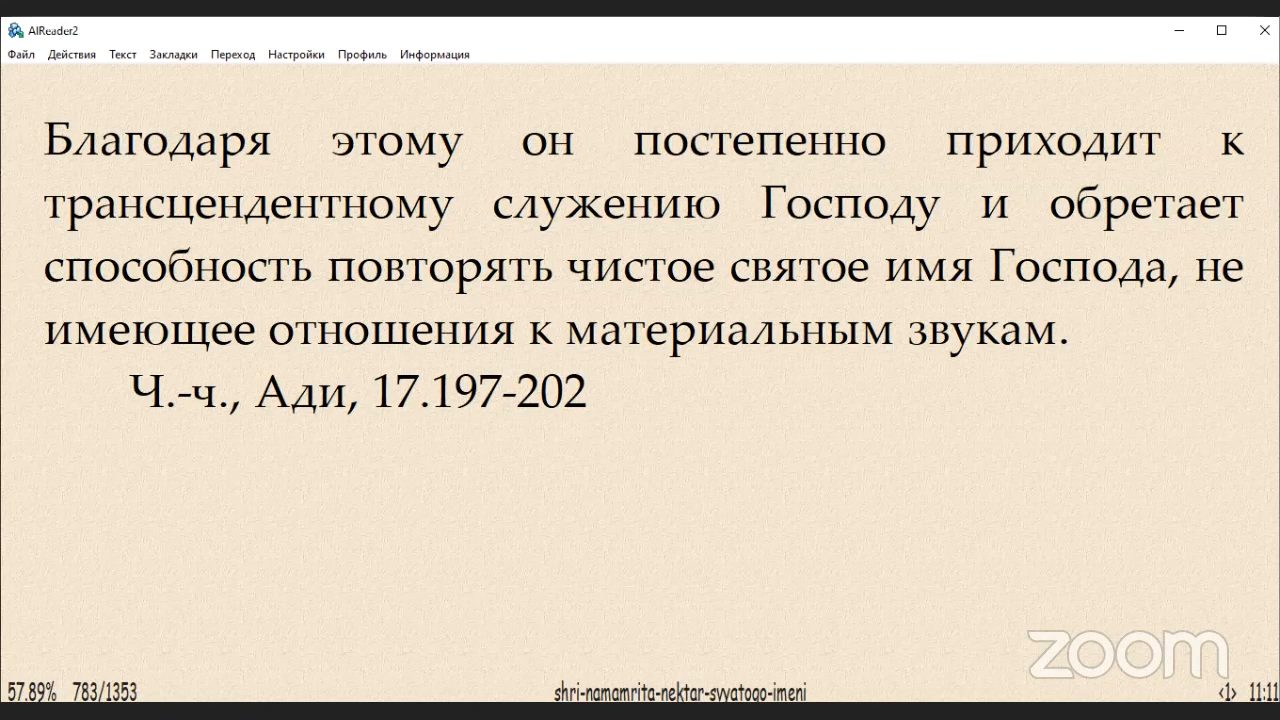 AlReader2
Файл Действия Текст Закладки Переход Настройки Профиль Информация
Благодаря этому он постепенно приходит к
трансцендентному служению Господу и обретает
способность повторять чистое святое имя Господа, не
имеющее отношения к материальным звукам.
Ч.-ч., Ади, 17.197-202
zoom
57.89% 783/1353 shri-namamrita-nektar-svyatogo-imeni ‹1› 11:11